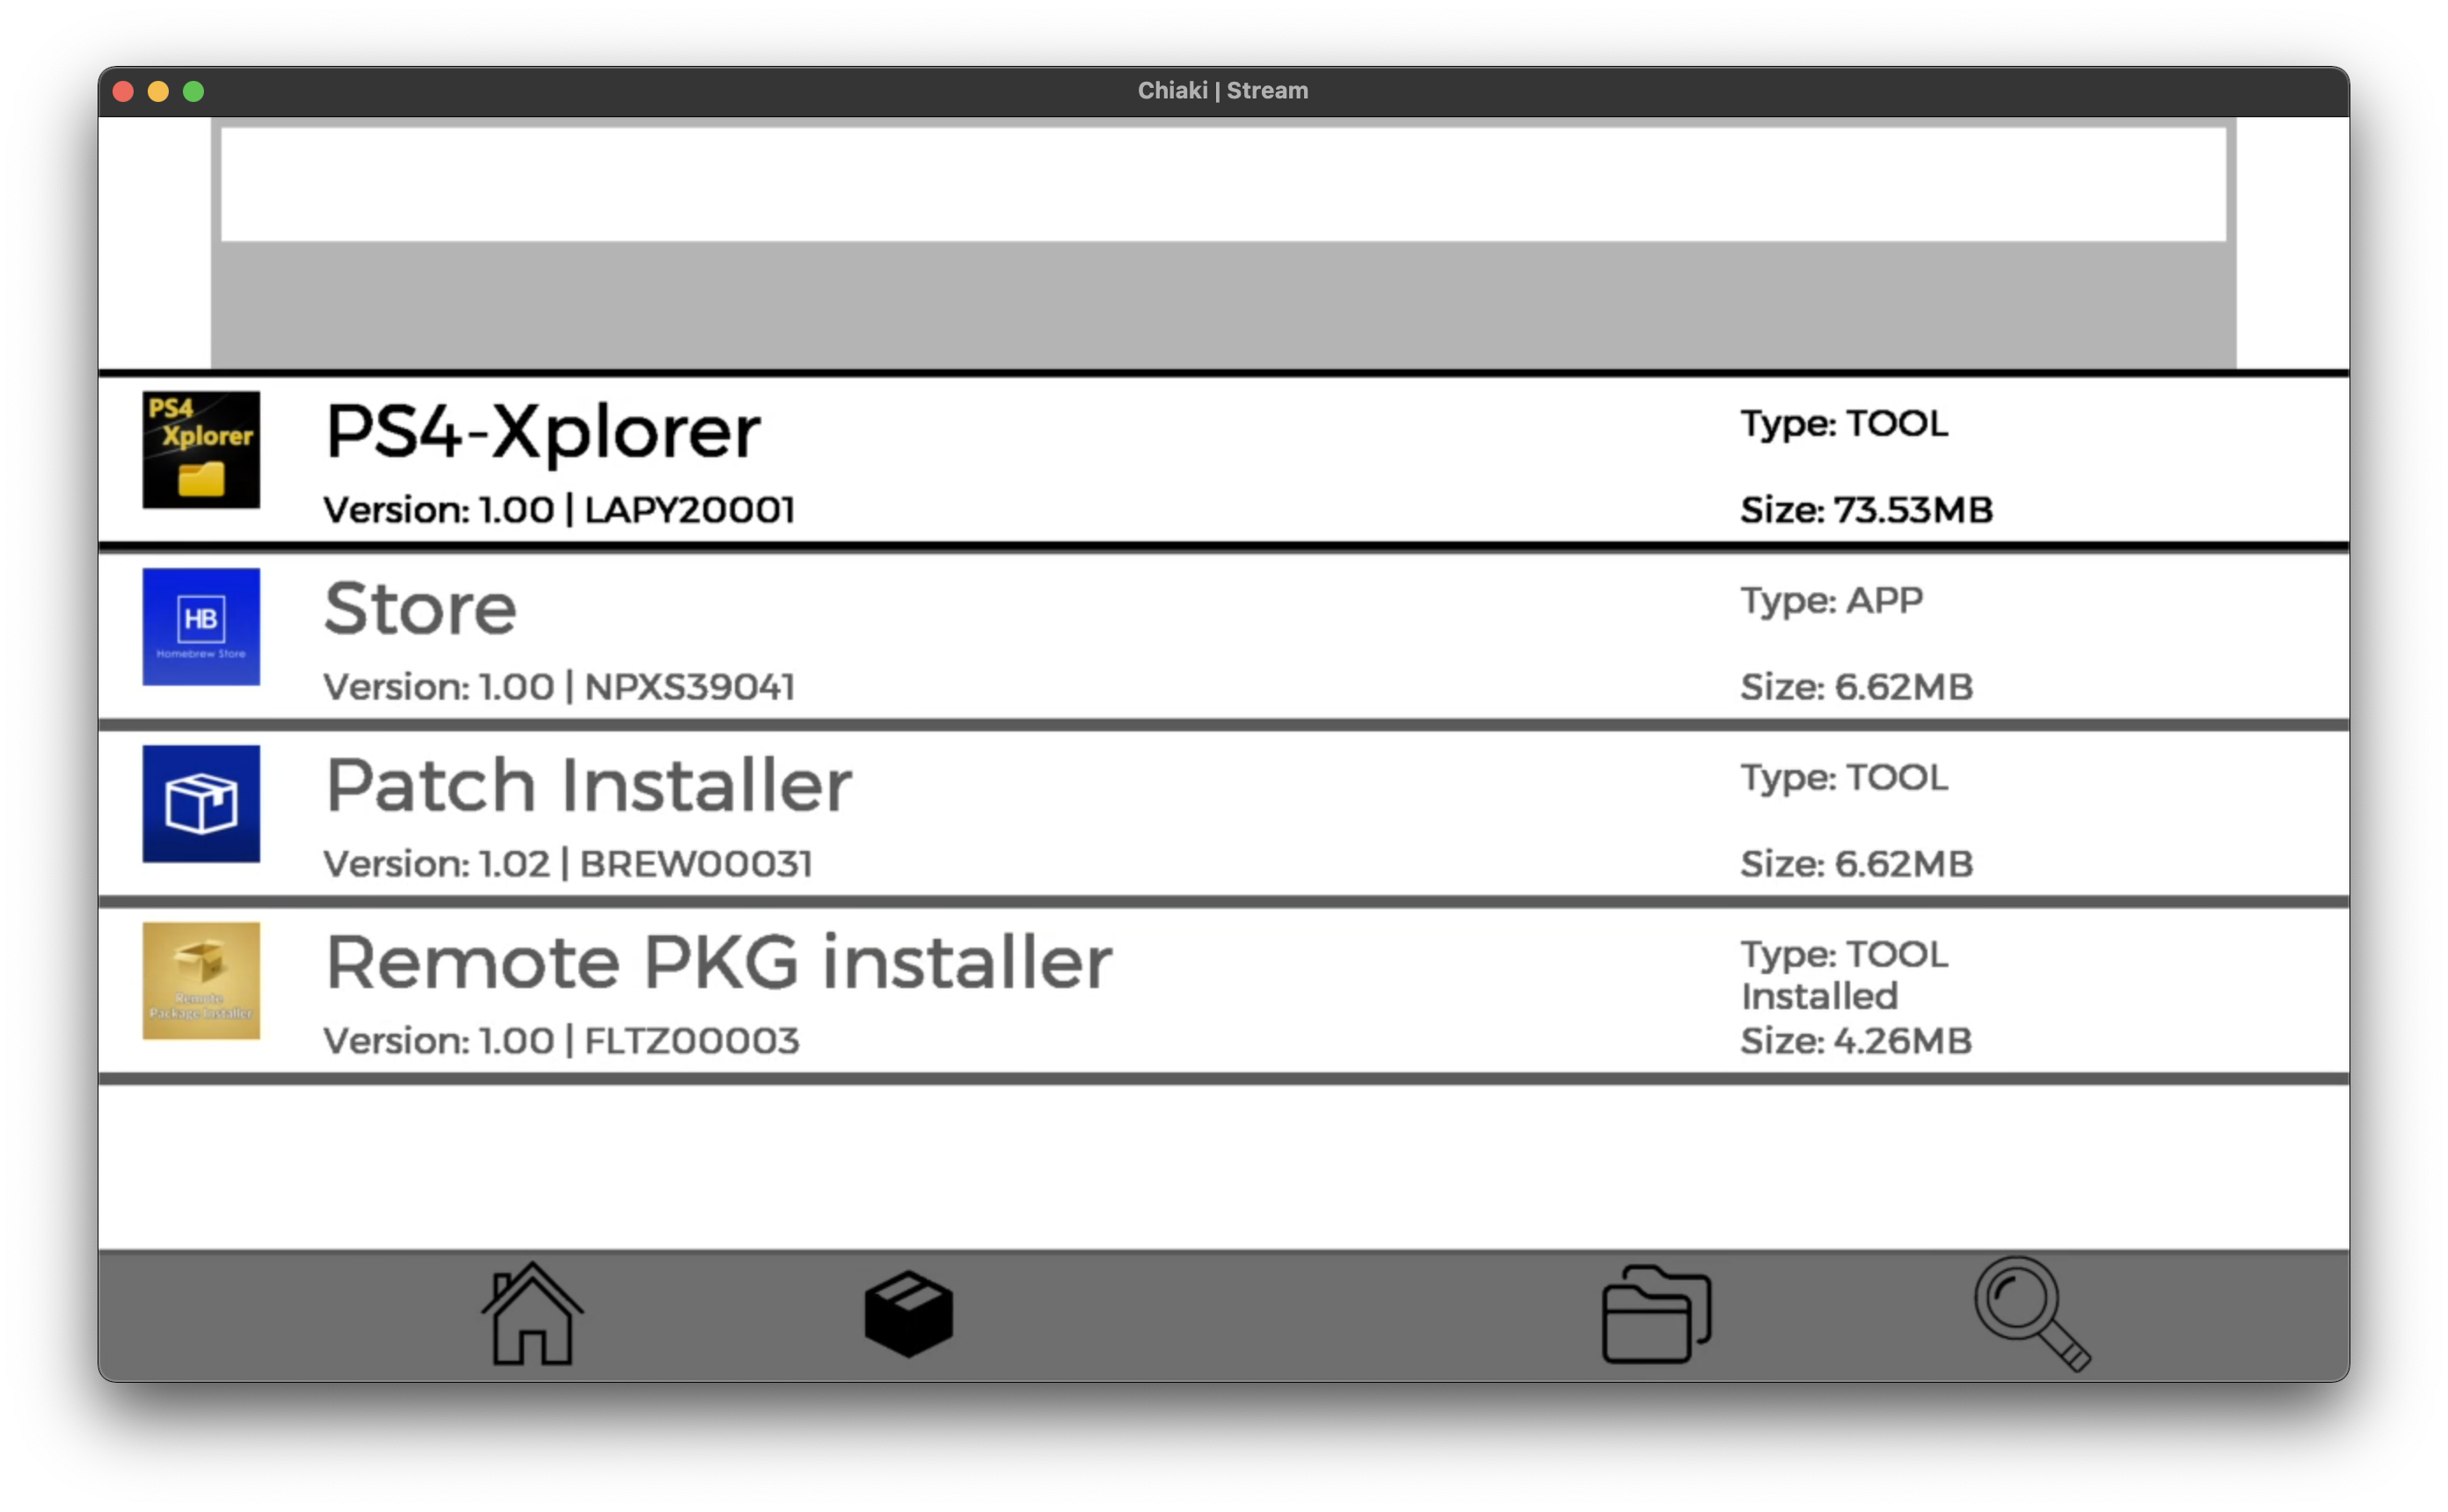 Chiaki | Stream
PS4
Xplorer
PS4-Xplorer
Type: TOOL
Version: 1.00 | LAPY20001
Size: 73.53MB
HB
Homebrew Store
Store
Type: APP
Version: 1.00 | NPXS39041
Size: 6.62MB
Patch Installer
Type: TOOL
Version: 1.02 | BREW00031
Size: 6.62MB
Remote
Package Installer
Remote PKG installer
Type: TOOL
Installed
Version: 1.00 | FLTZ00003
Size: 4.26MB